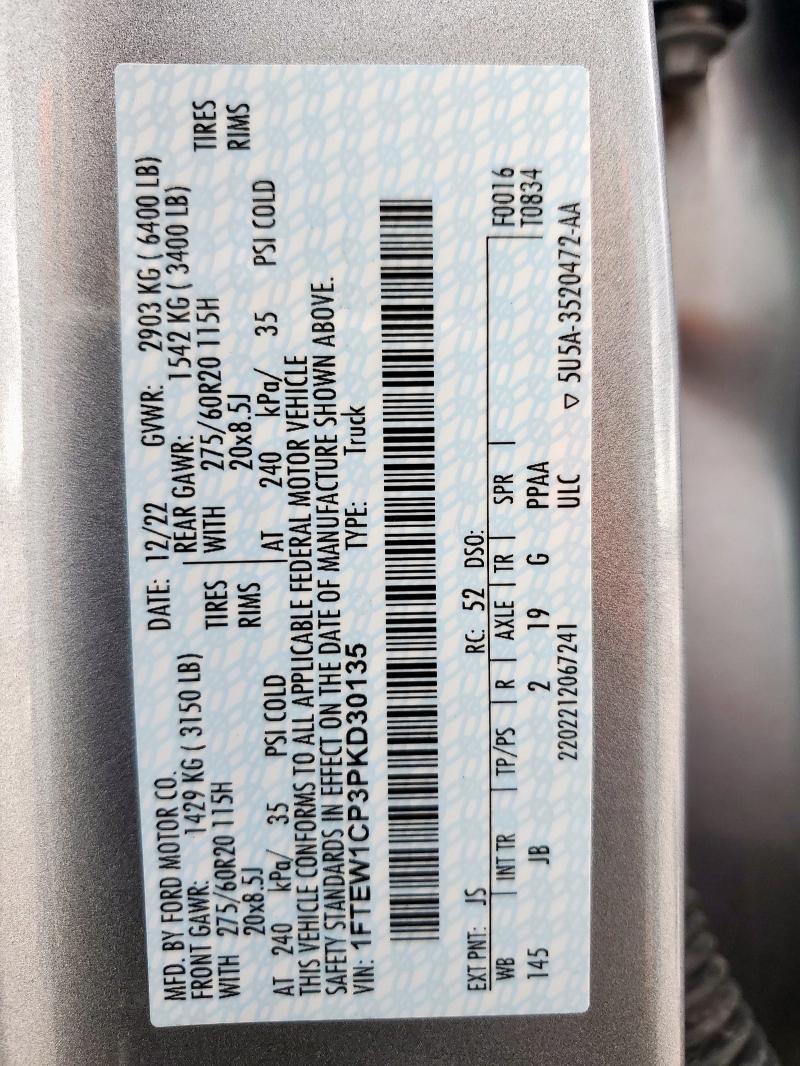 MFD. BY FORD MOTOR CO.
DATE: 12/22 GVWR: 2903 KG ( 6400 LB)
FRONT GAWR: 1429 KG ( 3150 LB)
REAR GAWR: 1542 KG ( 3400 LB)
WITH 275/60R20 115H TIRES
WITH 275/60R20 115H TIRES
20x8.5J RIMS
20x8.5J RIMS
AT 240 kPa/ 35 PSI COLD
AT 240 kPa/ 35 PSI COLD
THIS VEHICLE CONFORMS TO ALL APPLICABLE FEDERAL MOTOR VEHICLE
SAFETY STANDARDS IN EFFECT ON THE DATE OF MANUFACTURE SHOWN ABOVE.
VIN: 1FTEW1CP3PKD30135 TYPE: Truck
EXT PNT: JS RC: 52 DSO:
WB INT TR TP/PS R AXLE TR SPR F0016
145 JB 2 19 G PPAA T0834
2202212067241 ULC ▽ 5U5A-3520472-AA